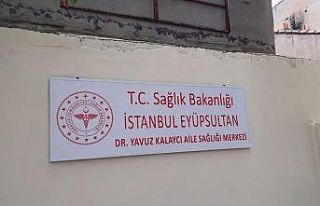 T.C. Sağlık Bakanlığı
İSTANBUL EYÜPSULTAN
DR. YAVUZ KALAYCI AİLE SAĞLIĞI MERKEZİ